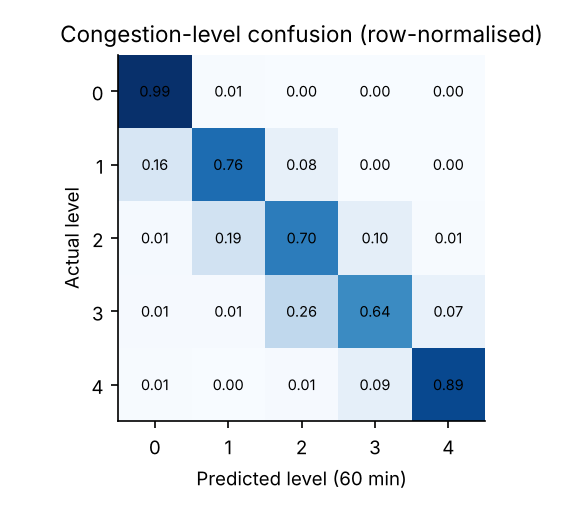 Congestion-level confusion (row-normalised)
Actual level
0 0.99 0.01 0.00 0.00 0.00
1 0.16 0.76 0.08 0.00 0.00
2 0.01 0.19 0.70 0.10 0.01
3 0.01 0.01 0.26 0.64 0.07
4 0.01 0.00 0.01 0.09 0.89
0 1 2 3 4
Predicted level (60 min)